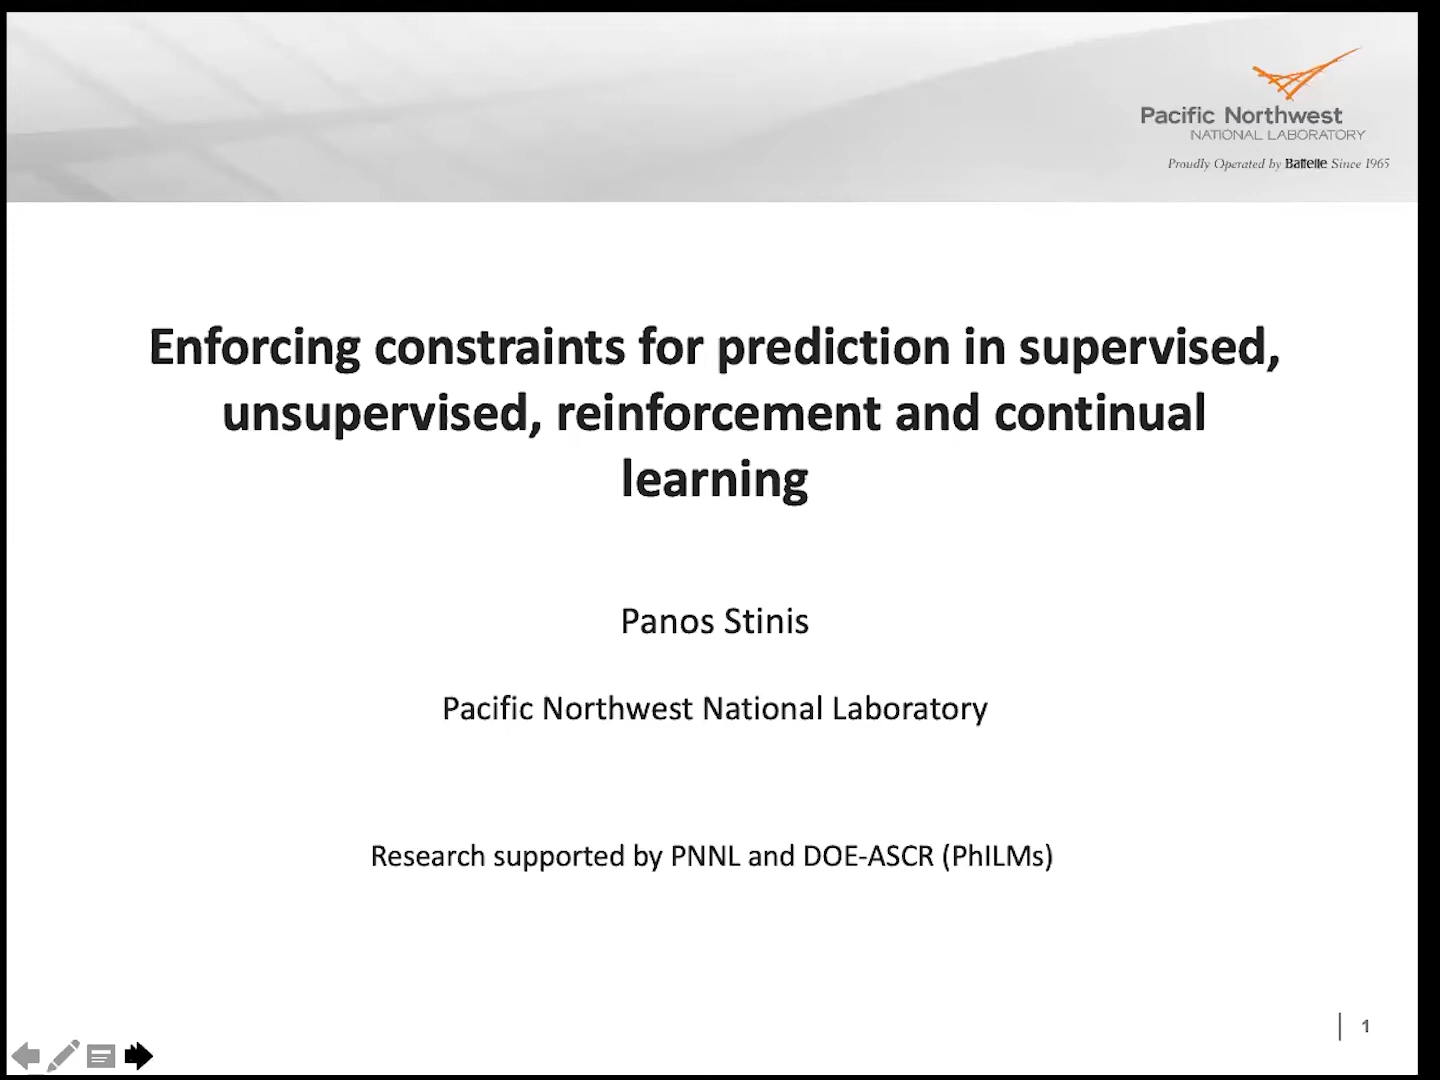 Pacific Northwest
NATIONAL LABORATORY
Proudly Operated by Battelle Since 1965
Enforcing constraints for prediction in supervised,
unsupervised, reinforcement and continual
learning
Panos Stinis
Pacific Northwest National Laboratory
Research supported by PNNL and DOE-ASCR (PhILMs)
1